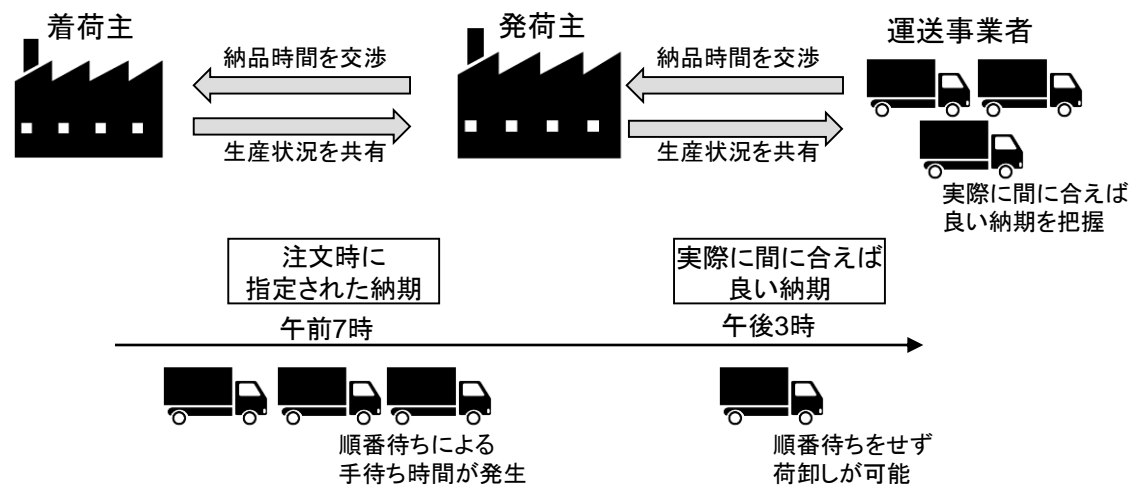 着荷主
発荷主
運送事業者
納品時間を交渉
納品時間を交渉
生産状況を共有
生産状況を共有
実際に間に合えば
良い納期を把握
注文時に
指定された納期
実際に間に合えば
良い納期
午前7時
午後3時
順番待ちによる
手待ち時間が発生
順番待ちをせず
荷卸しが可能